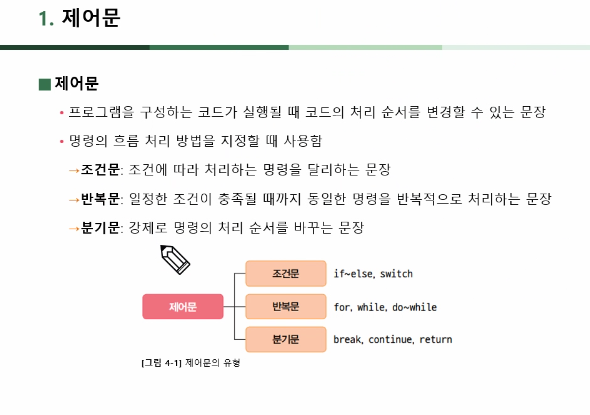 1. 제어문
■ 제어문
• 프로그램을 구성하는 코드가 실행될 때 코드의 처리 순서를 변경할 수 있는 문장
• 명령의 흐름 처리 방법을 지정할 때 사용함
→조건문: 조건에 따라 처리하는 명령을 달리하는 문장
→반복문: 일정한 조건이 충족될 때까지 동일한 명령을 반복적으로 처리하는 문장
→분기문: 강제로 명령의 처리 순서를 바꾸는 문장
조건문 if~else, switch
제어문 반복문 for, while, do~while
분기문 break, continue, return
[그림 4-1] 제어문의 유형